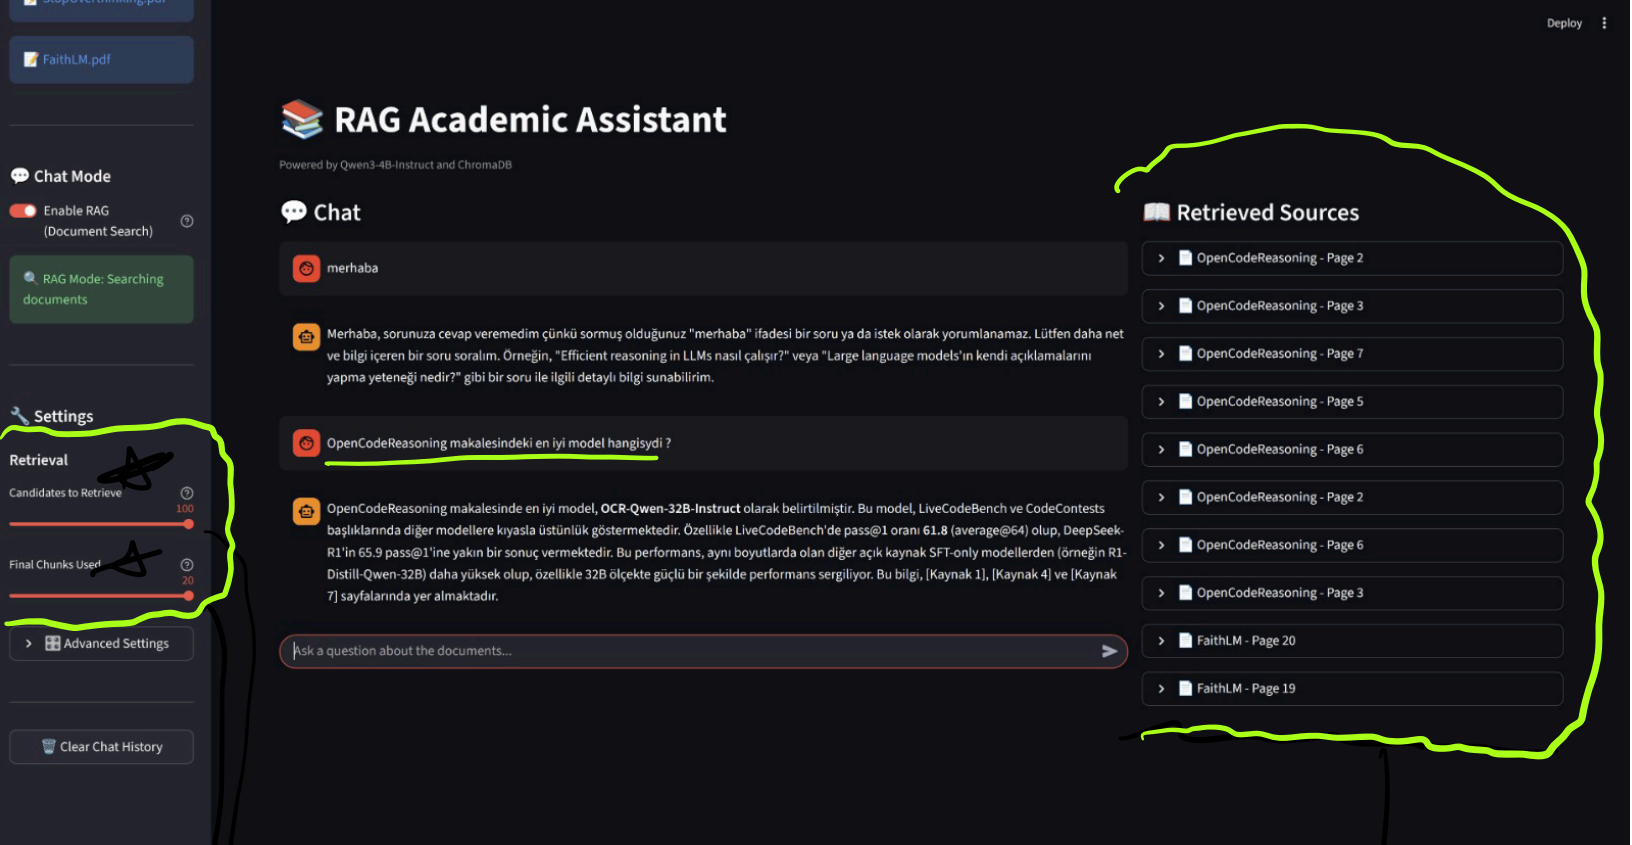 StopOverthinking.pdf
FaithLM.pdf
Chat Mode
Enable RAG
(Document Search)
RAG Mode: Searching
documents
Settings
Retrieval
Candidates to Retrieve
100
Final Chunks Used
20
Advanced Settings
Clear Chat History
Deploy
RAG Academic Assistant
Powered by Qwen3-4B-Instruct and ChromaDB
Chat
merhaba
Merhaba, sorunuza cevap veremedim çünkü sormuş olduğunuz "merhaba" ifadesi bir soru ya da istek olarak yorumlanamaz. Lütfen daha net
ve bilgi içeren bir soru soralım. Örneğin, "Efficient reasoning in LLMs nasıl çalışır?" veya "Large language models'ın kendi açıklamalarını
yapma yeteneği nedir?" gibi bir soru ile ilgili detaylı bilgi sunabilirim.
OpenCodeReasoning makalesindeki en iyi model hangisydi ?
OpenCodeReasoning makalesinde en iyi model, OCR-Qwen-32B-Instruct olarak belirtilmiştir. Bu model, LiveCodeBench ve CodeContests
başlıklarında diğer modellere kıyasla üstünlük göstermektedir. Özellikle LiveCodeBench'de pass@1 oranı 61.8 (average@64) olup, DeepSeek-
R1'in 65.9 pass@1'ine yakın bir sonuç vermektedir. Bu performans, aynı boyutlarda olan diğer açık kaynak SFT-only modellerden (örneğin R1-
Distill-Qwen-32B) daha yüksek olup, özellikle 32B ölçekte güçlü bir şekilde performans sergiliyor. Bu bilgi, [Kaynak 1], [Kaynak 4] ve [Kaynak
7] sayfalarında yer almaktadır.
Ask a question about the documents...
Retrieved Sources
OpenCodeReasoning - Page 2
OpenCodeReasoning - Page 3
OpenCodeReasoning - Page 7
OpenCodeReasoning - Page 5
OpenCodeReasoning - Page 6
OpenCodeReasoning - Page 2
OpenCodeReasoning - Page 6
OpenCodeReasoning - Page 3
FaithLM - Page 20
FaithLM - Page 19